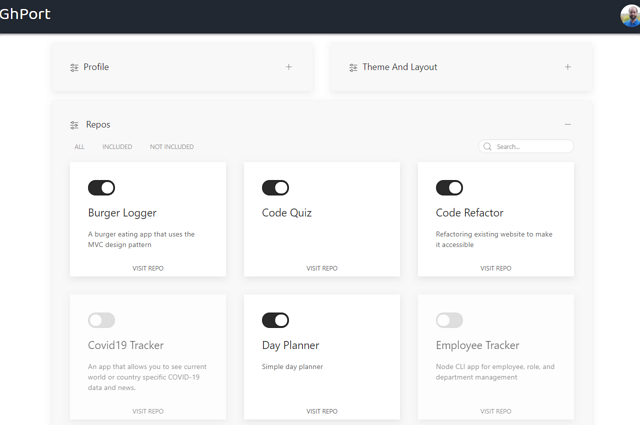 GhPort
Profile
Theme And Layout
Repos
ALL INCLUDED NOT INCLUDED
Search...
Burger Logger
A burger eating app that uses the
MVC design pattern
VISIT REPO
Code Quiz
VISIT REPO
Code Refactor
Refactoring existing website to make
it accessible
VISIT REPO
Covid19 Tracker
An app that allows you to see current
world or country specific COVID-19
data and news.
VISIT REPO
Day Planner
Simple day planner
VISIT REPO
Employee Tracker
Node CLI app for employee, role, and
department management
VISIT REPO